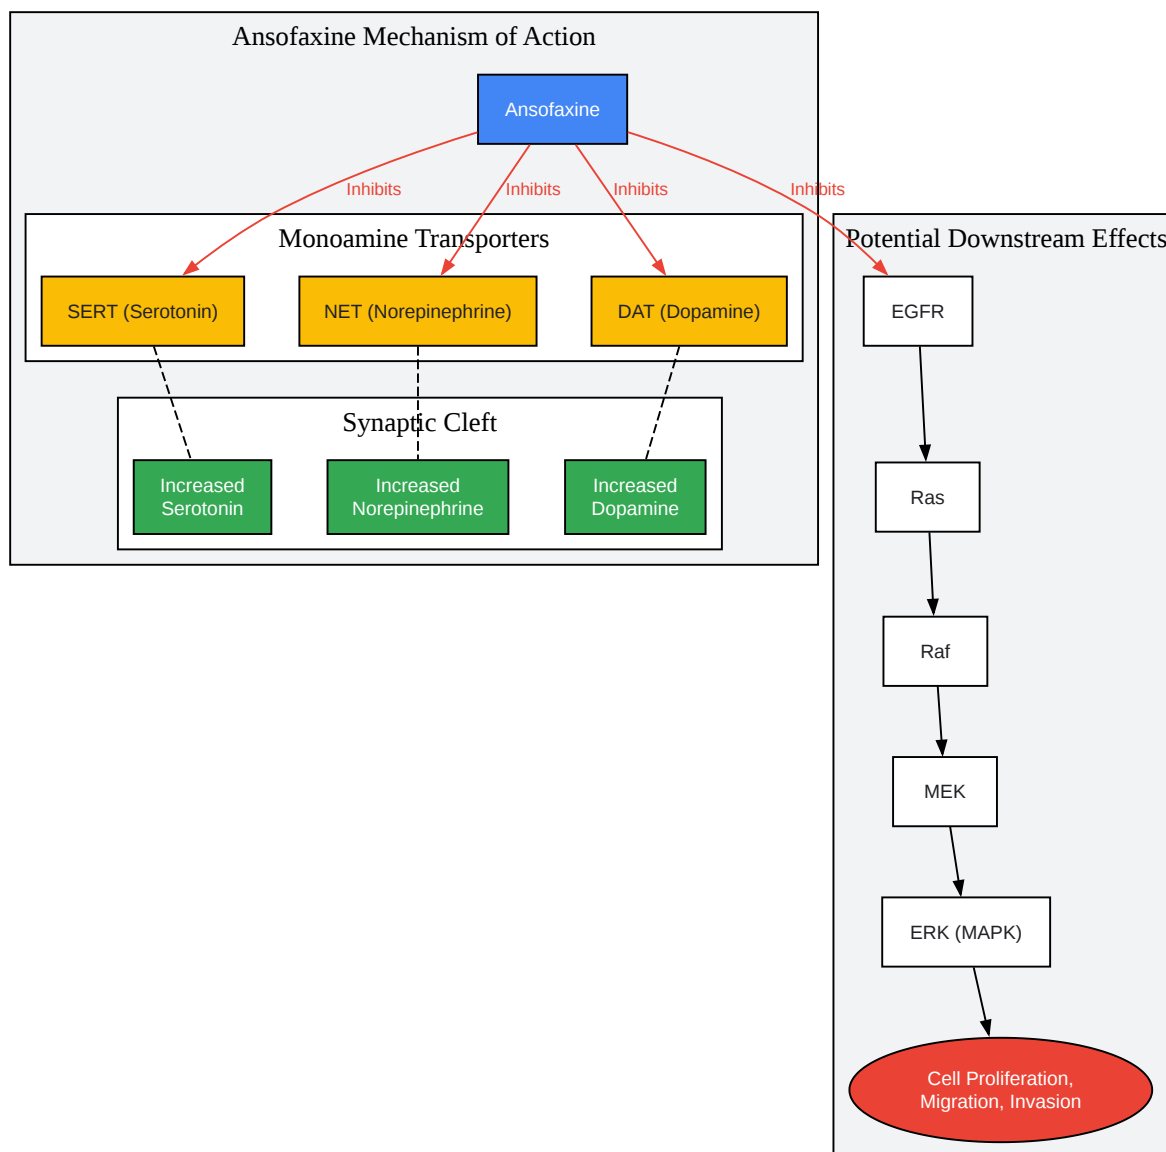 Ansofaxine Mechanism of Action
Ansofaxine
Inhibits
Inhibits
Inhibits
Inhibits
Monoamine Transporters
Potential Downstream Effects
SERT (Serotonin)
NET (Norepinephrine)
DAT (Dopamine)
EGFR
Synaptic Cleft
Increased
Serotonin
Increased
Norepinephrine
Increased
Dopamine
Ras
Raf
MEK
ERK (MAPK)
Cell Proliferation,
Migration, Invasion